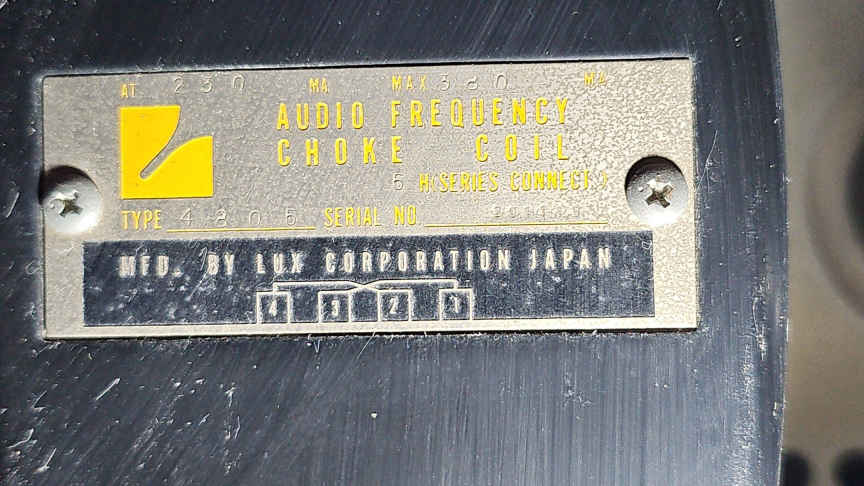 AT 230 MA MAX 380 MA
AUDIO FREQUENCY
CHOKE COIL
5 H(SERIES CONNECT.)
TYPE 4805 SERIAL NO.
MFD. BY LUX CORPORATION JAPAN
4 3 2 1